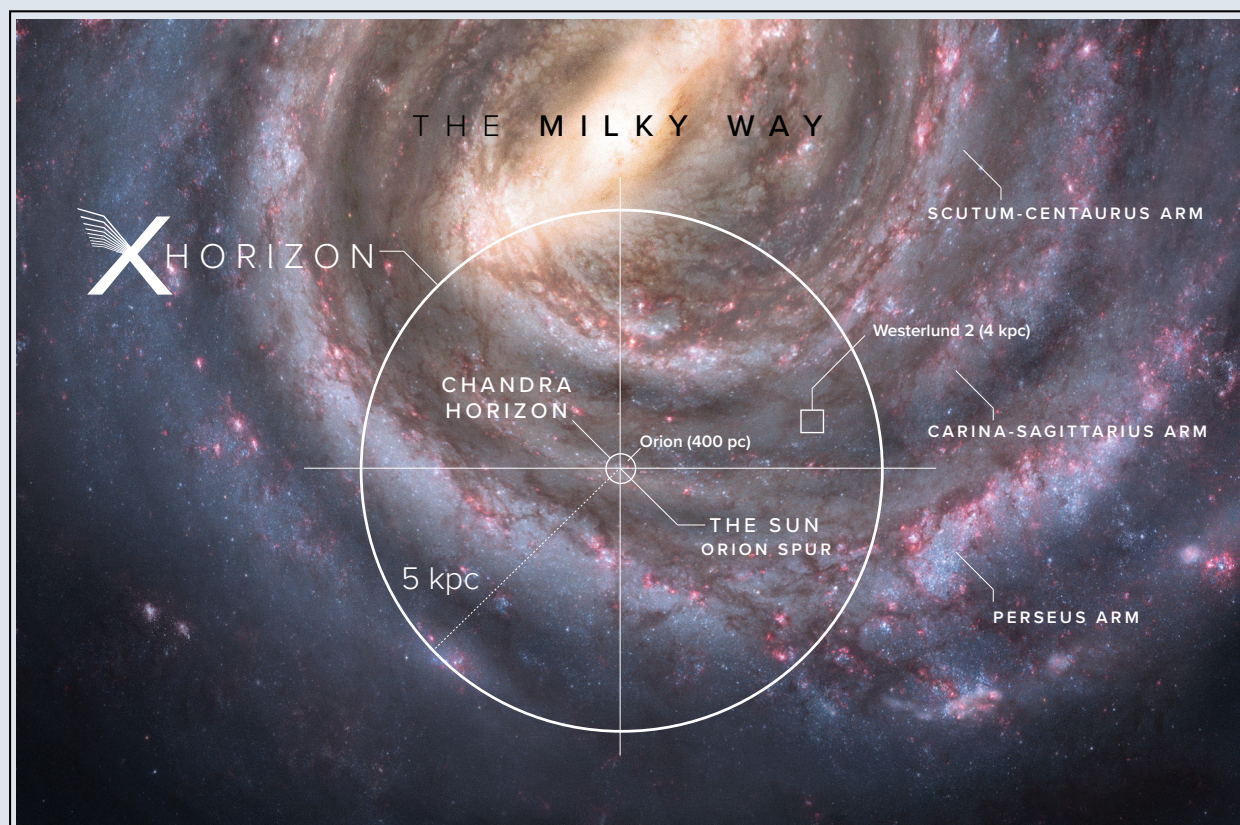 THE MILKY WAY
SCUTUM-CENTAURUS ARM
X HORIZON
Westerlund 2 (4 kpc)
CHANDRA
HORIZON
Orion (400 pc)
CARINA-SAGITTARIUS ARM
THE SUN
ORION SPUR
5 kpc
PERSEUS ARM